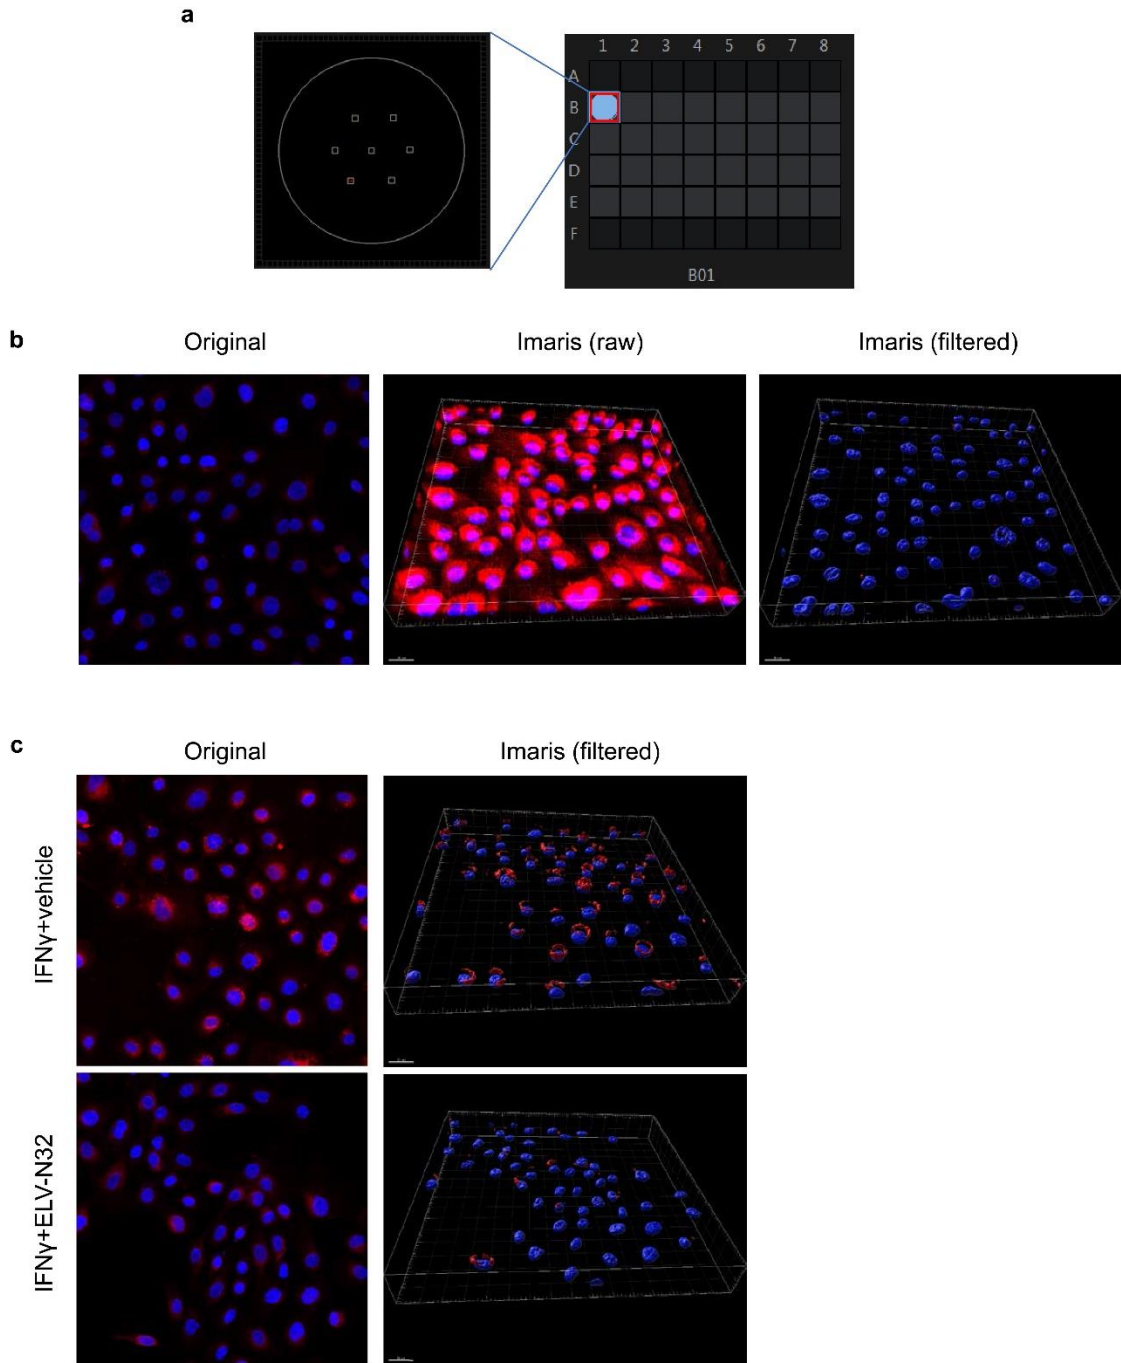 a
1 2 3 4 5 6 7 8
A
B
C
D
E
F
B01
b
Original Imaris (raw) Imaris (filtered)
c
Original Imaris (filtered)
IFNγ+vehicle
IFNγ+ELV-N32